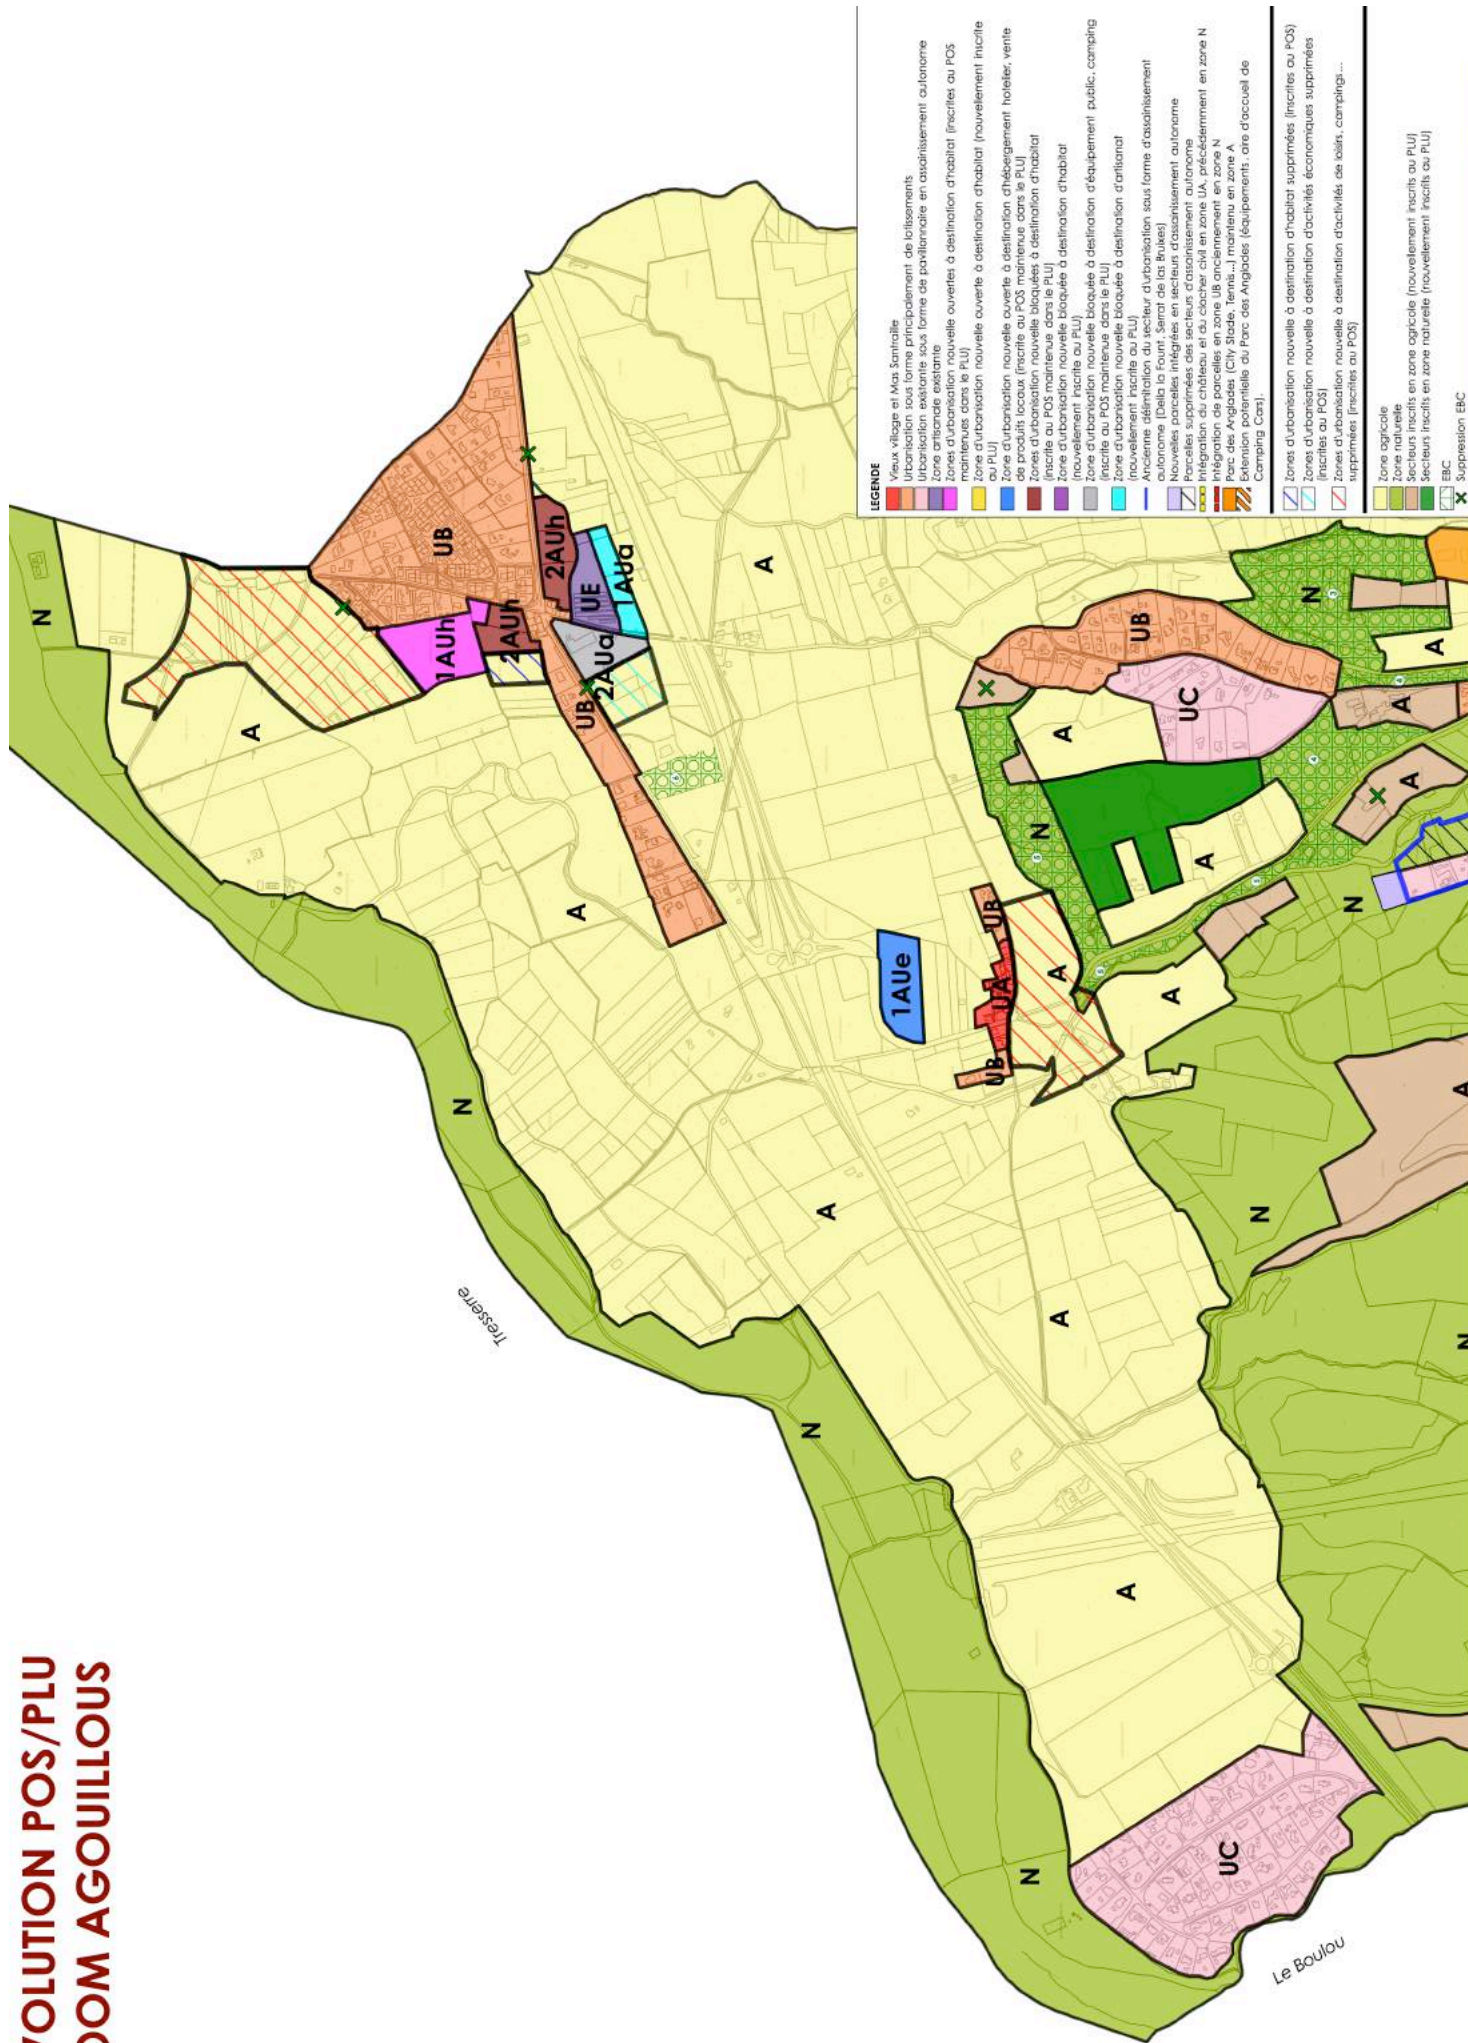 VOLUTION POS/PLU
OOM AGOUILLOUS
LEGENDE
Vieux village et Mas Santraille
Urbanisation sous forme principalement de lotissements
Urbanisation existante sous forme de pavillonnaire en assainissement autonome
Zone artisanale existante
Zones d'urbanisation nouvelle ouvertes à destination d'habitat (inscrites au POS
maintenues dans le PLU)
Zone d'urbanisation nouvelle ouverte à destination d'habitat (nouvellement inscrite
au PLU)
Zone d'urbanisation nouvelle ouverte à destination d'hébergement hotelier, vente
de produits locaux (inscrite au POS maintenue dans le PLU)
Zones d'urbanisation nouvelle bloquées à destination d'habitat
(inscrite au POS maintenue dans le PLU)
Zone d'urbanisation nouvelle bloquée à destination d'habitat
(nouvellement inscrite au PLU)
Zone d'urbanisation nouvelle bloquée à destination d'équipement public, camping
(inscrite au POS maintenue dans le PLU)
Zone d'urbanisation nouvelle bloquée à destination d'artisanat
(nouvellement inscrite au PLU)
Ancienne délimitation du secteur d'urbanisation sous forme d'assainissement
autonome (Della la Fount, Serrat de las Bruixes)
Nouvelles parcelles intégrées en secteurs d'assainissement autonome
Parcelles supprimées des secteurs d'assainissement autonome
Intégration du château et du clocher civil en zone UA, précédemment en zone N
Intégration de parcelles en zone UB anciennement en zone N
Parc des Anglades (City Stade, Tennis...) maintenu en zone A
Extension potentielle du Parc des Anglades (équipements, aire d'accueil de
Camping Cars).
Zones d'urbanisation nouvelle à destination d'habitat supprimées (inscrites au POS)
Zones d'urbanisation nouvelle à destination d'activités économiques supprimées
(inscrites au POS)
Zones d'urbanisation nouvelle à destination d'activités de loisirs, campings...
supprimées (inscrites au POS)
Zone agricole
Zone naturelle
Secteurs inscrits en zone agricole (nouvellement inscrits au PLU)
Secteurs inscrits en zone naturelle (nouvellement inscrits au PLU)
EBC
Suppression EBC
N
UB
1AUh
2AUh
2AUh
UE
1AUa
2AUa
UB
A
A
A
N
Tresserre
N
A
A
A
1AUe
UB
UA
UB
A
N
A
A
A
UC
UB
N
A
A
A
N
N
N
A
N
UC
Le Boulou